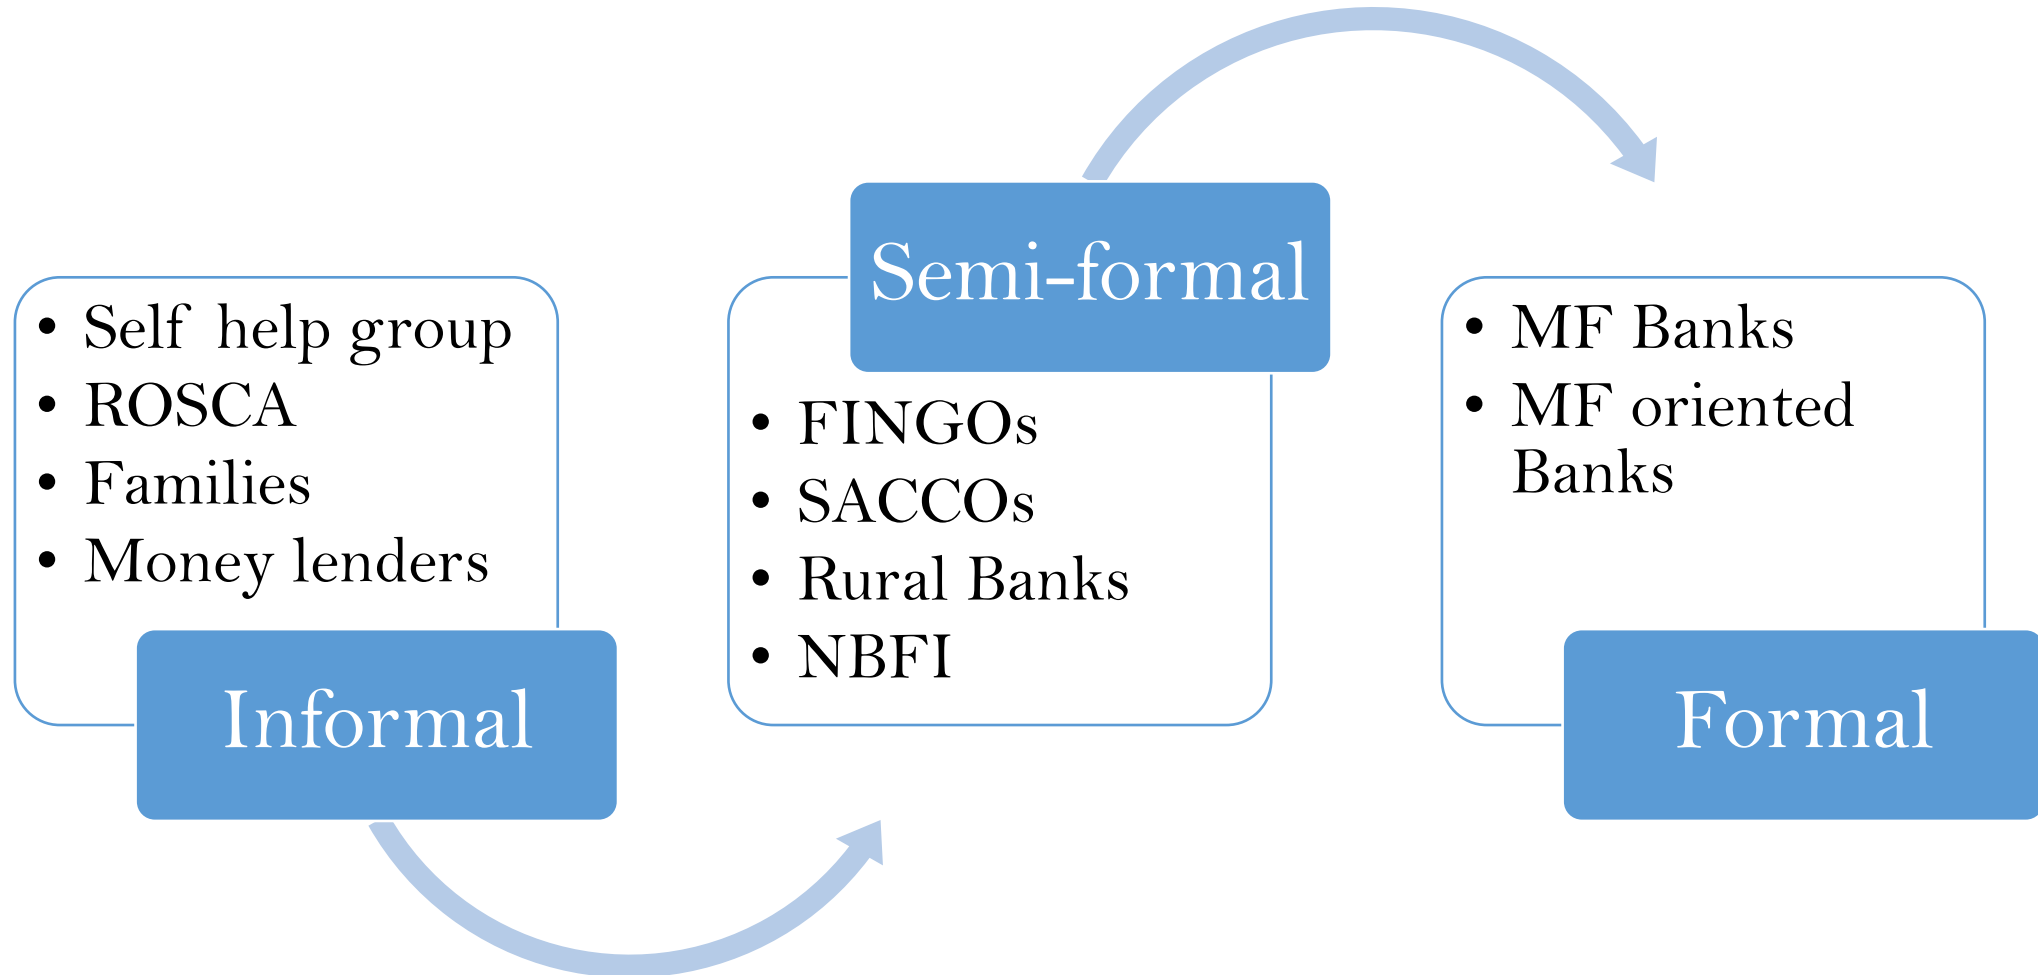 • Self help group
• ROSCA
• Families
• Money lenders
Informal
Semi-formal
• FINGOs
• SACCOs
• Rural Banks
• NBFI
• MF Banks
• MF oriented
Banks
Formal